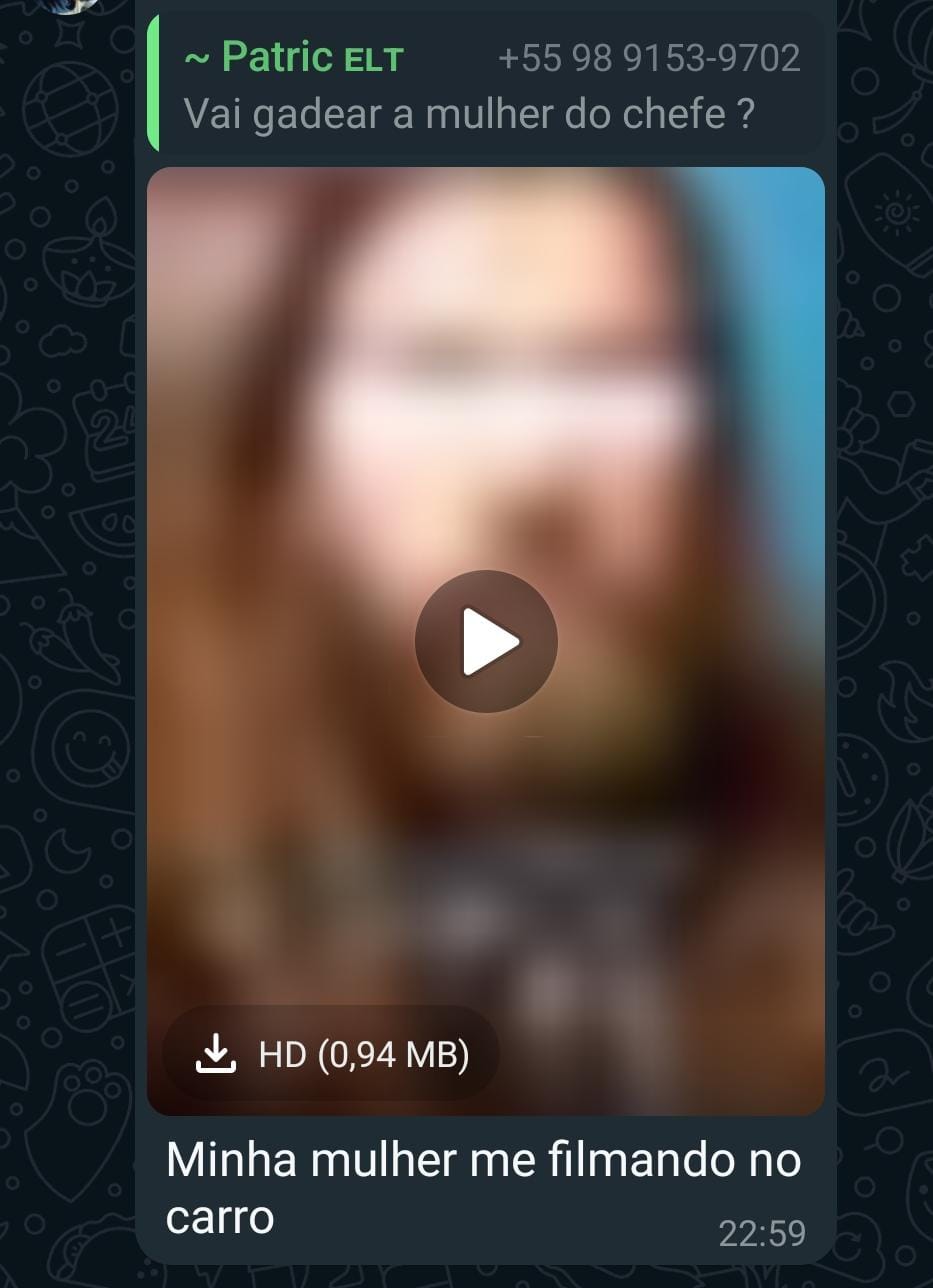 ~ Patric ELT +55 98 9153-9702
Vai gadear a mulher do chefe ?
HD (0,94 MB)
Minha mulher me filmando no
carro
22:59